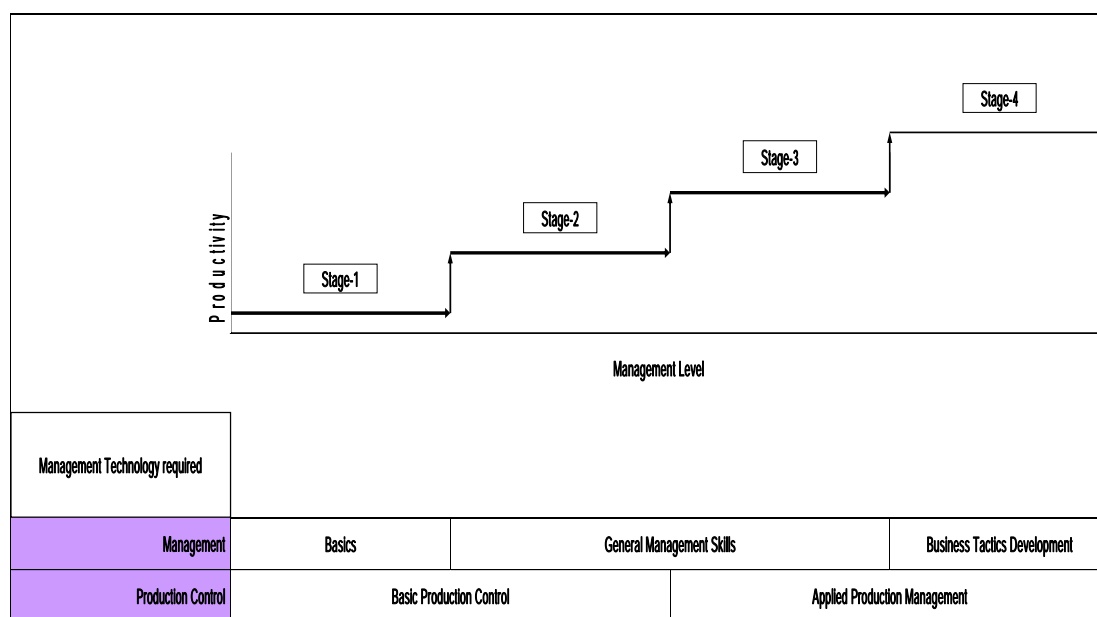 Stage-4
Stage-3
Stage-2
Stage-1
Productivity
Management Level
Management Technology required
Management
Basics
General Management Skills
Business Tactics Development
Production Control
Basic Production Control
Applied Production Management